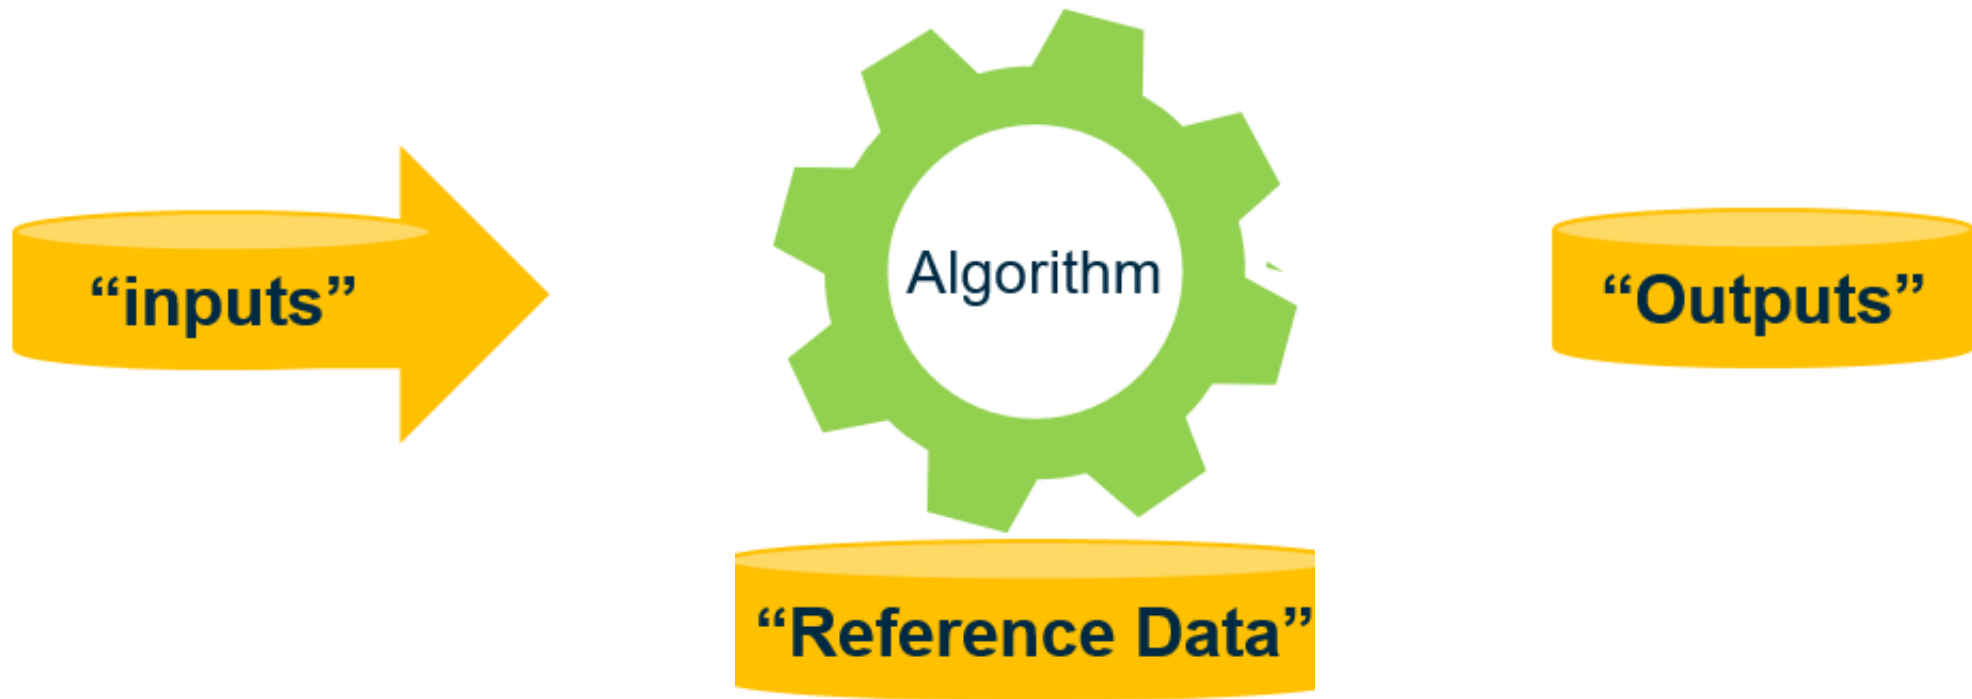 “inputs”
Algorithm
“Outputs”
“Reference Data”